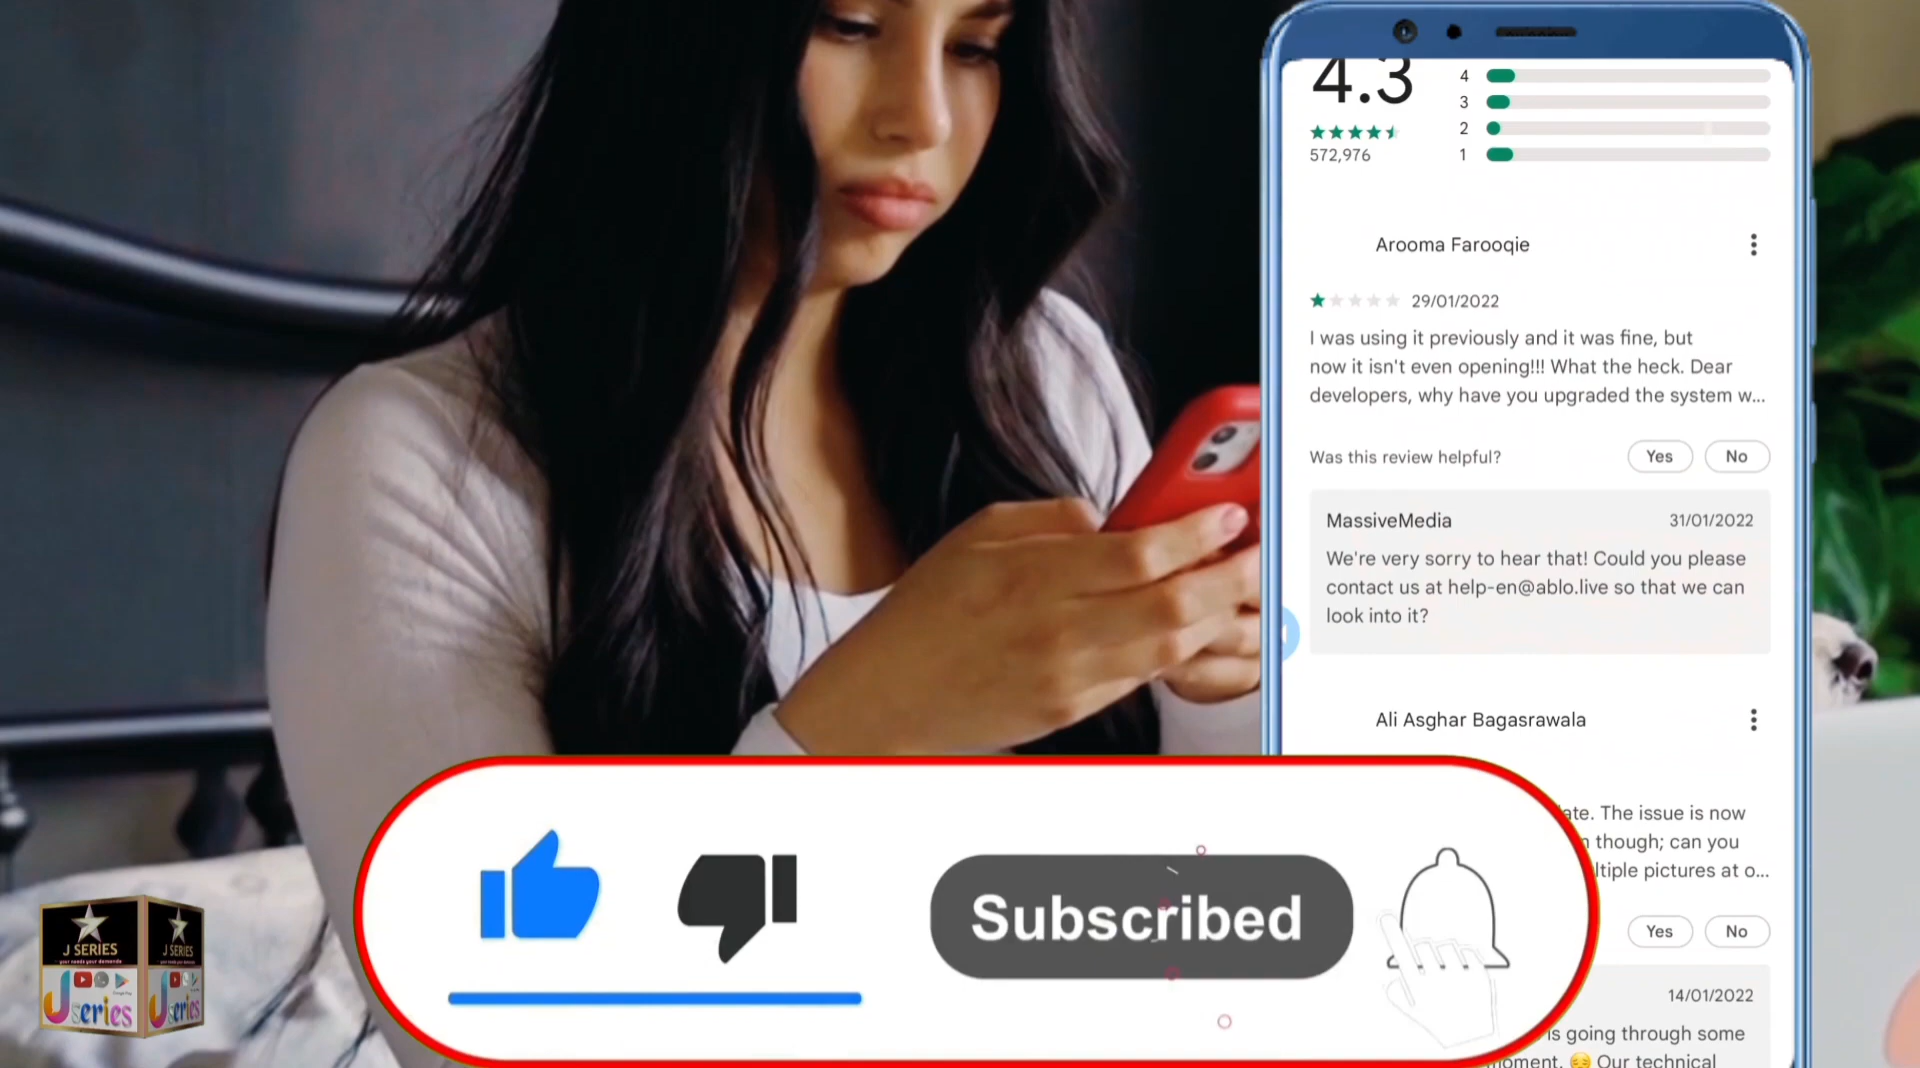 4.3
4
3
2
1
572,976
Arooma Farooqie
29/01/2022
I was using it previously and it was fine, but
now it isn't even opening!!! What the heck. Dear
developers, why have you upgraded the system w...
Was this review helpful?
Yes
No
MassiveMedia
31/01/2022
We're very sorry to hear that! Could you please
contact us at help-en@ablo.live so that we can
look into it?
Ali Asghar Bagasrawala
The issue is now
though; can you
pictures at o...
Yes
No
14/01/2022
is going through some
😔 Our technical
Subscribed
J SERIES
your needs your demands
J series
J SERIES
J series